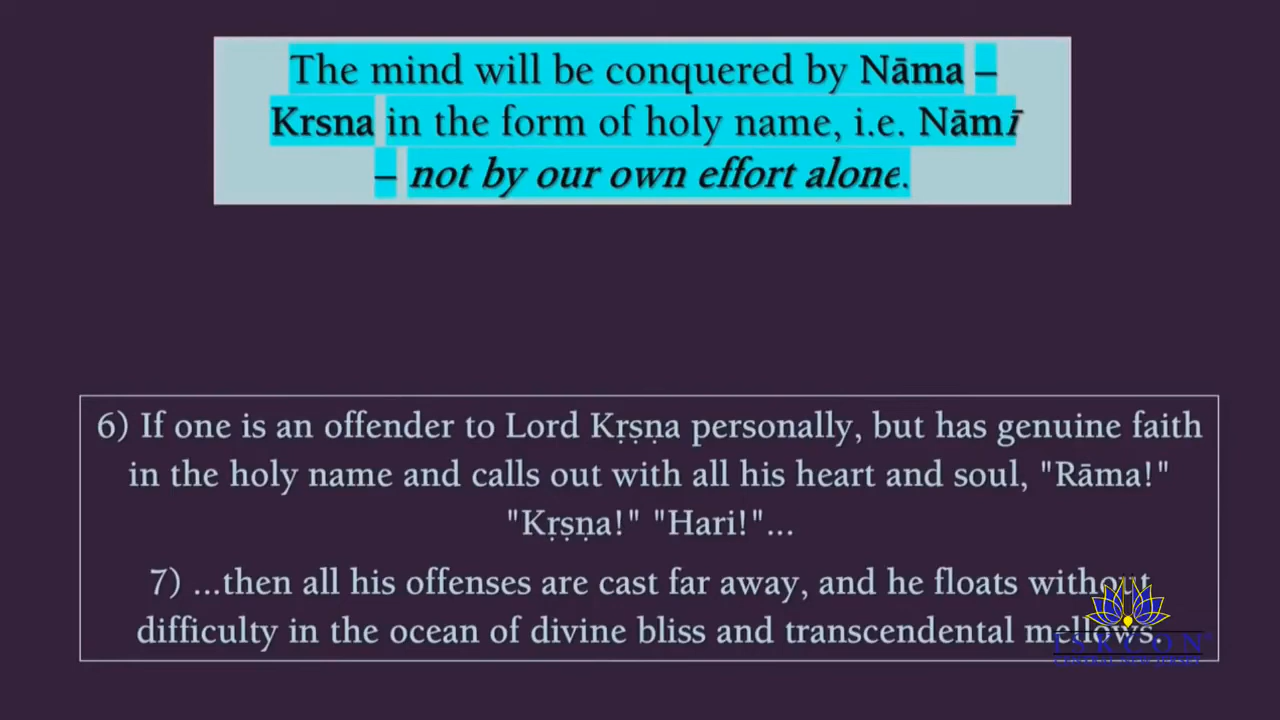 The mind will be conquered by Nāma –
Krsna in the form of holy name, i.e. Nāmī
– not by our own effort alone.
6) If one is an offender to Lord Kṛṣṇa personally, but has genuine faith
in the holy name and calls out with all his heart and soul, "Rāma!"
"Kṛṣṇa!" "Hari!"...
7) ...then all his offenses are cast far away, and he floats without
difficulty in the ocean of divine bliss and transcendental mellows.
ISKCON
CENTRAL NEW JERSEY